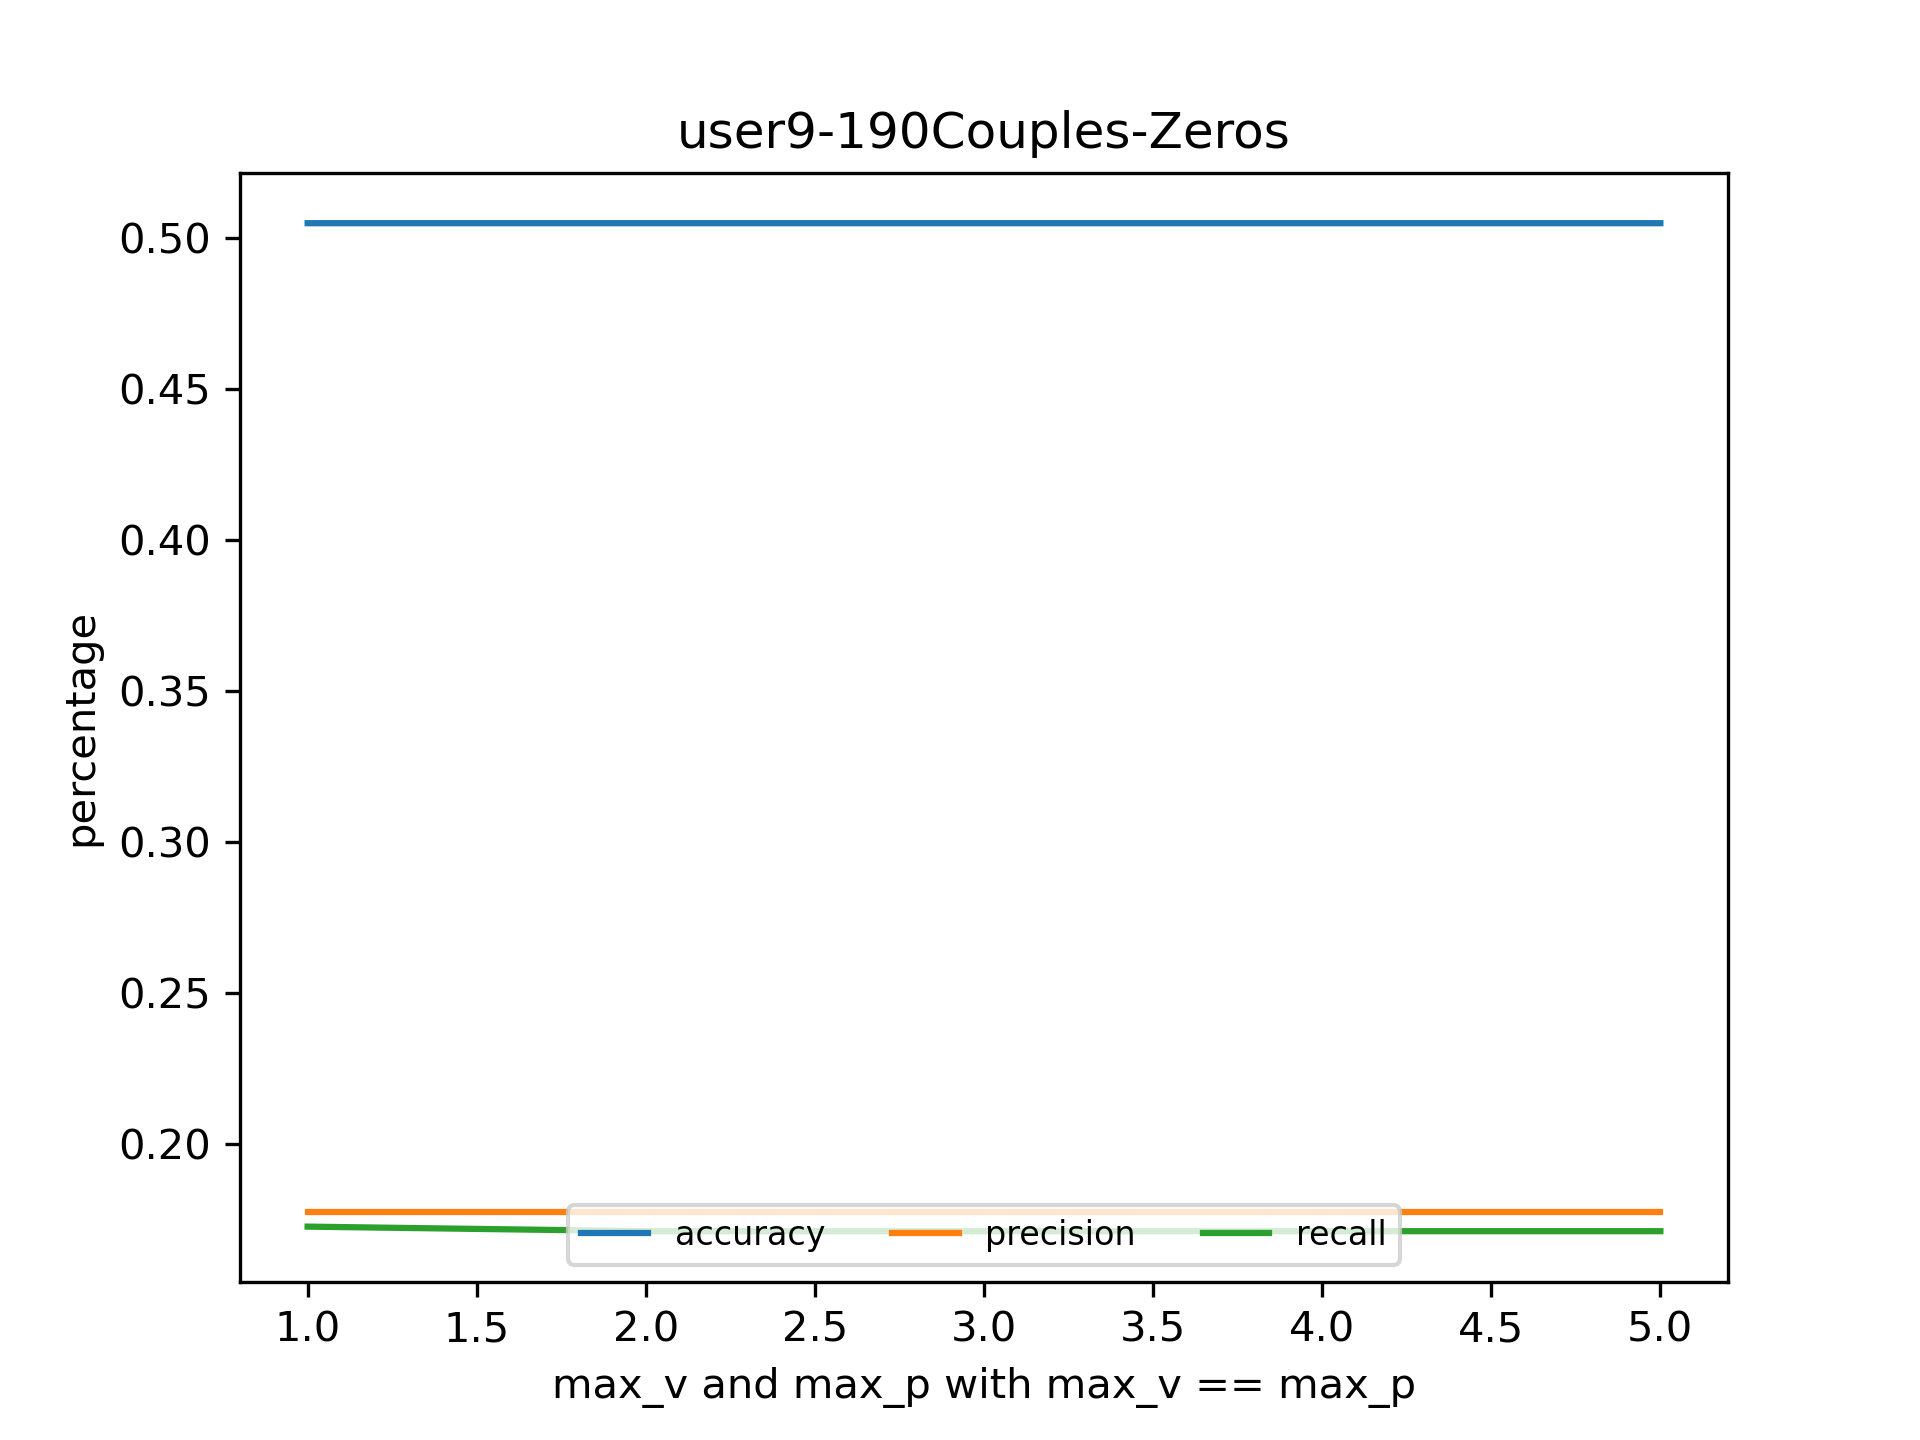 user9-190Couples-Zeros
percentage
0.50
0.45
0.40
0.35
0.30
0.25
0.20
accuracy precision recall
1.0 1.5 2.0 2.5 3.0 3.5 4.0 4.5 5.0
max_v and max_p with max_v == max_p